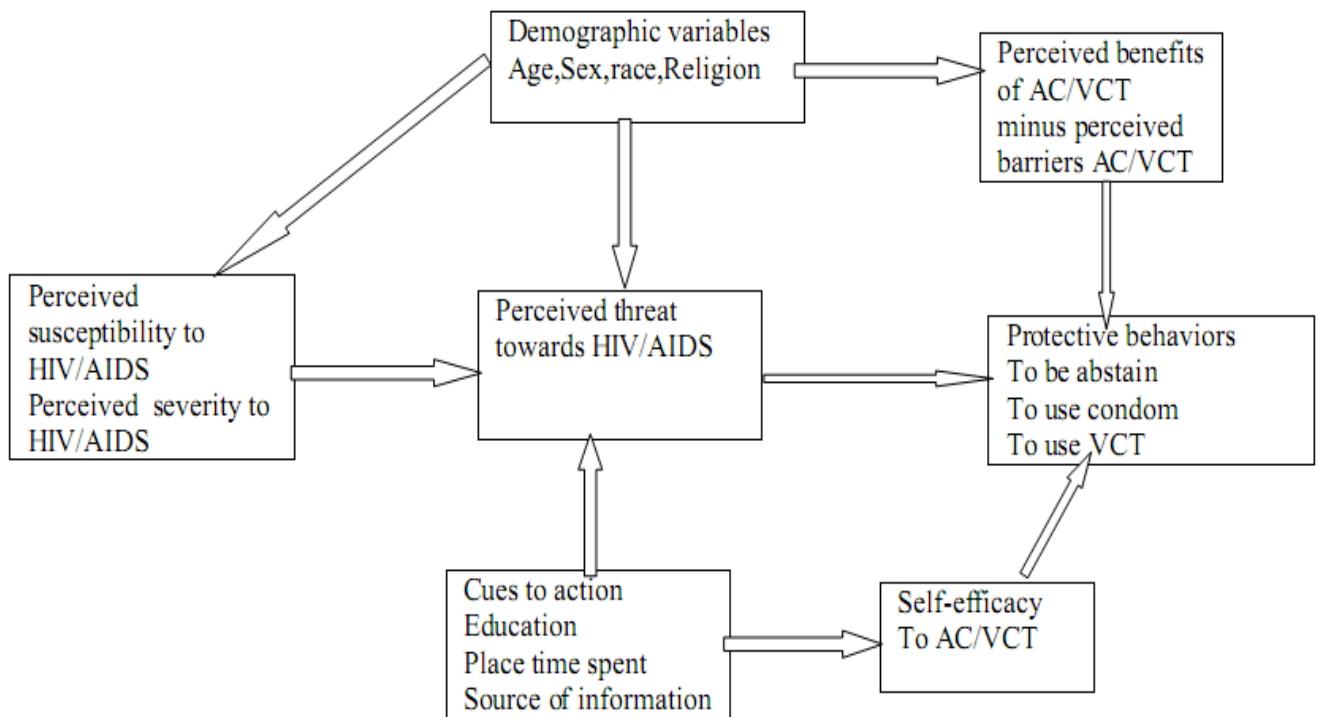 Demographic variables
Age,Sex,race,Religion
Perceived benefits
of AC/VCT
minus perceived
barriers AC/VCT
Perceived
susceptibility to
HIV/AIDS
Perceived severity to
HIV/AIDS
Perceived threat
towards HIV/AIDS
Protective behaviors
To be abstain
To use condom
To use VCT
Cues to action
Education
Place time spent
Source of information
Self-efficacy
To AC/VCT